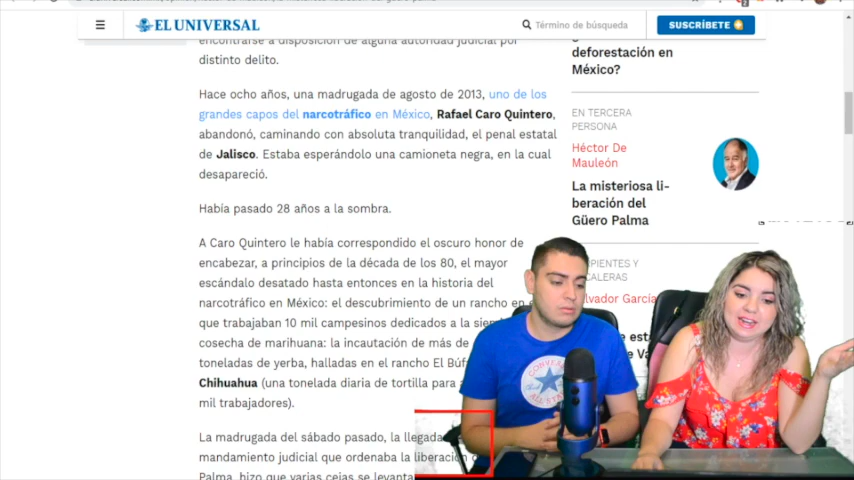 EL UNIVERSAL
Término de búsqueda
SUSCRÍBETE
encontrarse a disposición de alguna autoridad judicial por
distinto delito.
Hace ocho años, una madrugada de agosto de 2013, uno de los
grandes capos del narcotráfico en México, Rafael Caro Quintero,
abandonó, caminando con absoluta tranquilidad, el penal estatal
de Jalisco. Estaba esperándolo una camioneta negra, en la cual
desapareció.
Había pasado 28 años a la sombra.
A Caro Quintero le había correspondido el oscuro honor de
encabezar, a principios de la década de los 80, el mayor
escándalo desatado hasta entonces en la historia del
narcotráfico en México: el descubrimiento de un rancho en
que trabajaban 10 mil campesinos dedicados a la
cosecha de marihuana: la incautación de más de
toneladas de yerba, halladas en el rancho El
Chihuahua (una tonelada diaria de tortilla para
mil trabajadores).
La madrugada del sábado pasado, la
mandamiento judicial que ordenaba la
Palma, hizo que varias cejas se
deforestación en
México?
EN TERCERA
PERSONA
Héctor De
Mauleón
La misteriosa li-
beración del
Güero Palma
Y
CONVERSE
ALL STAR